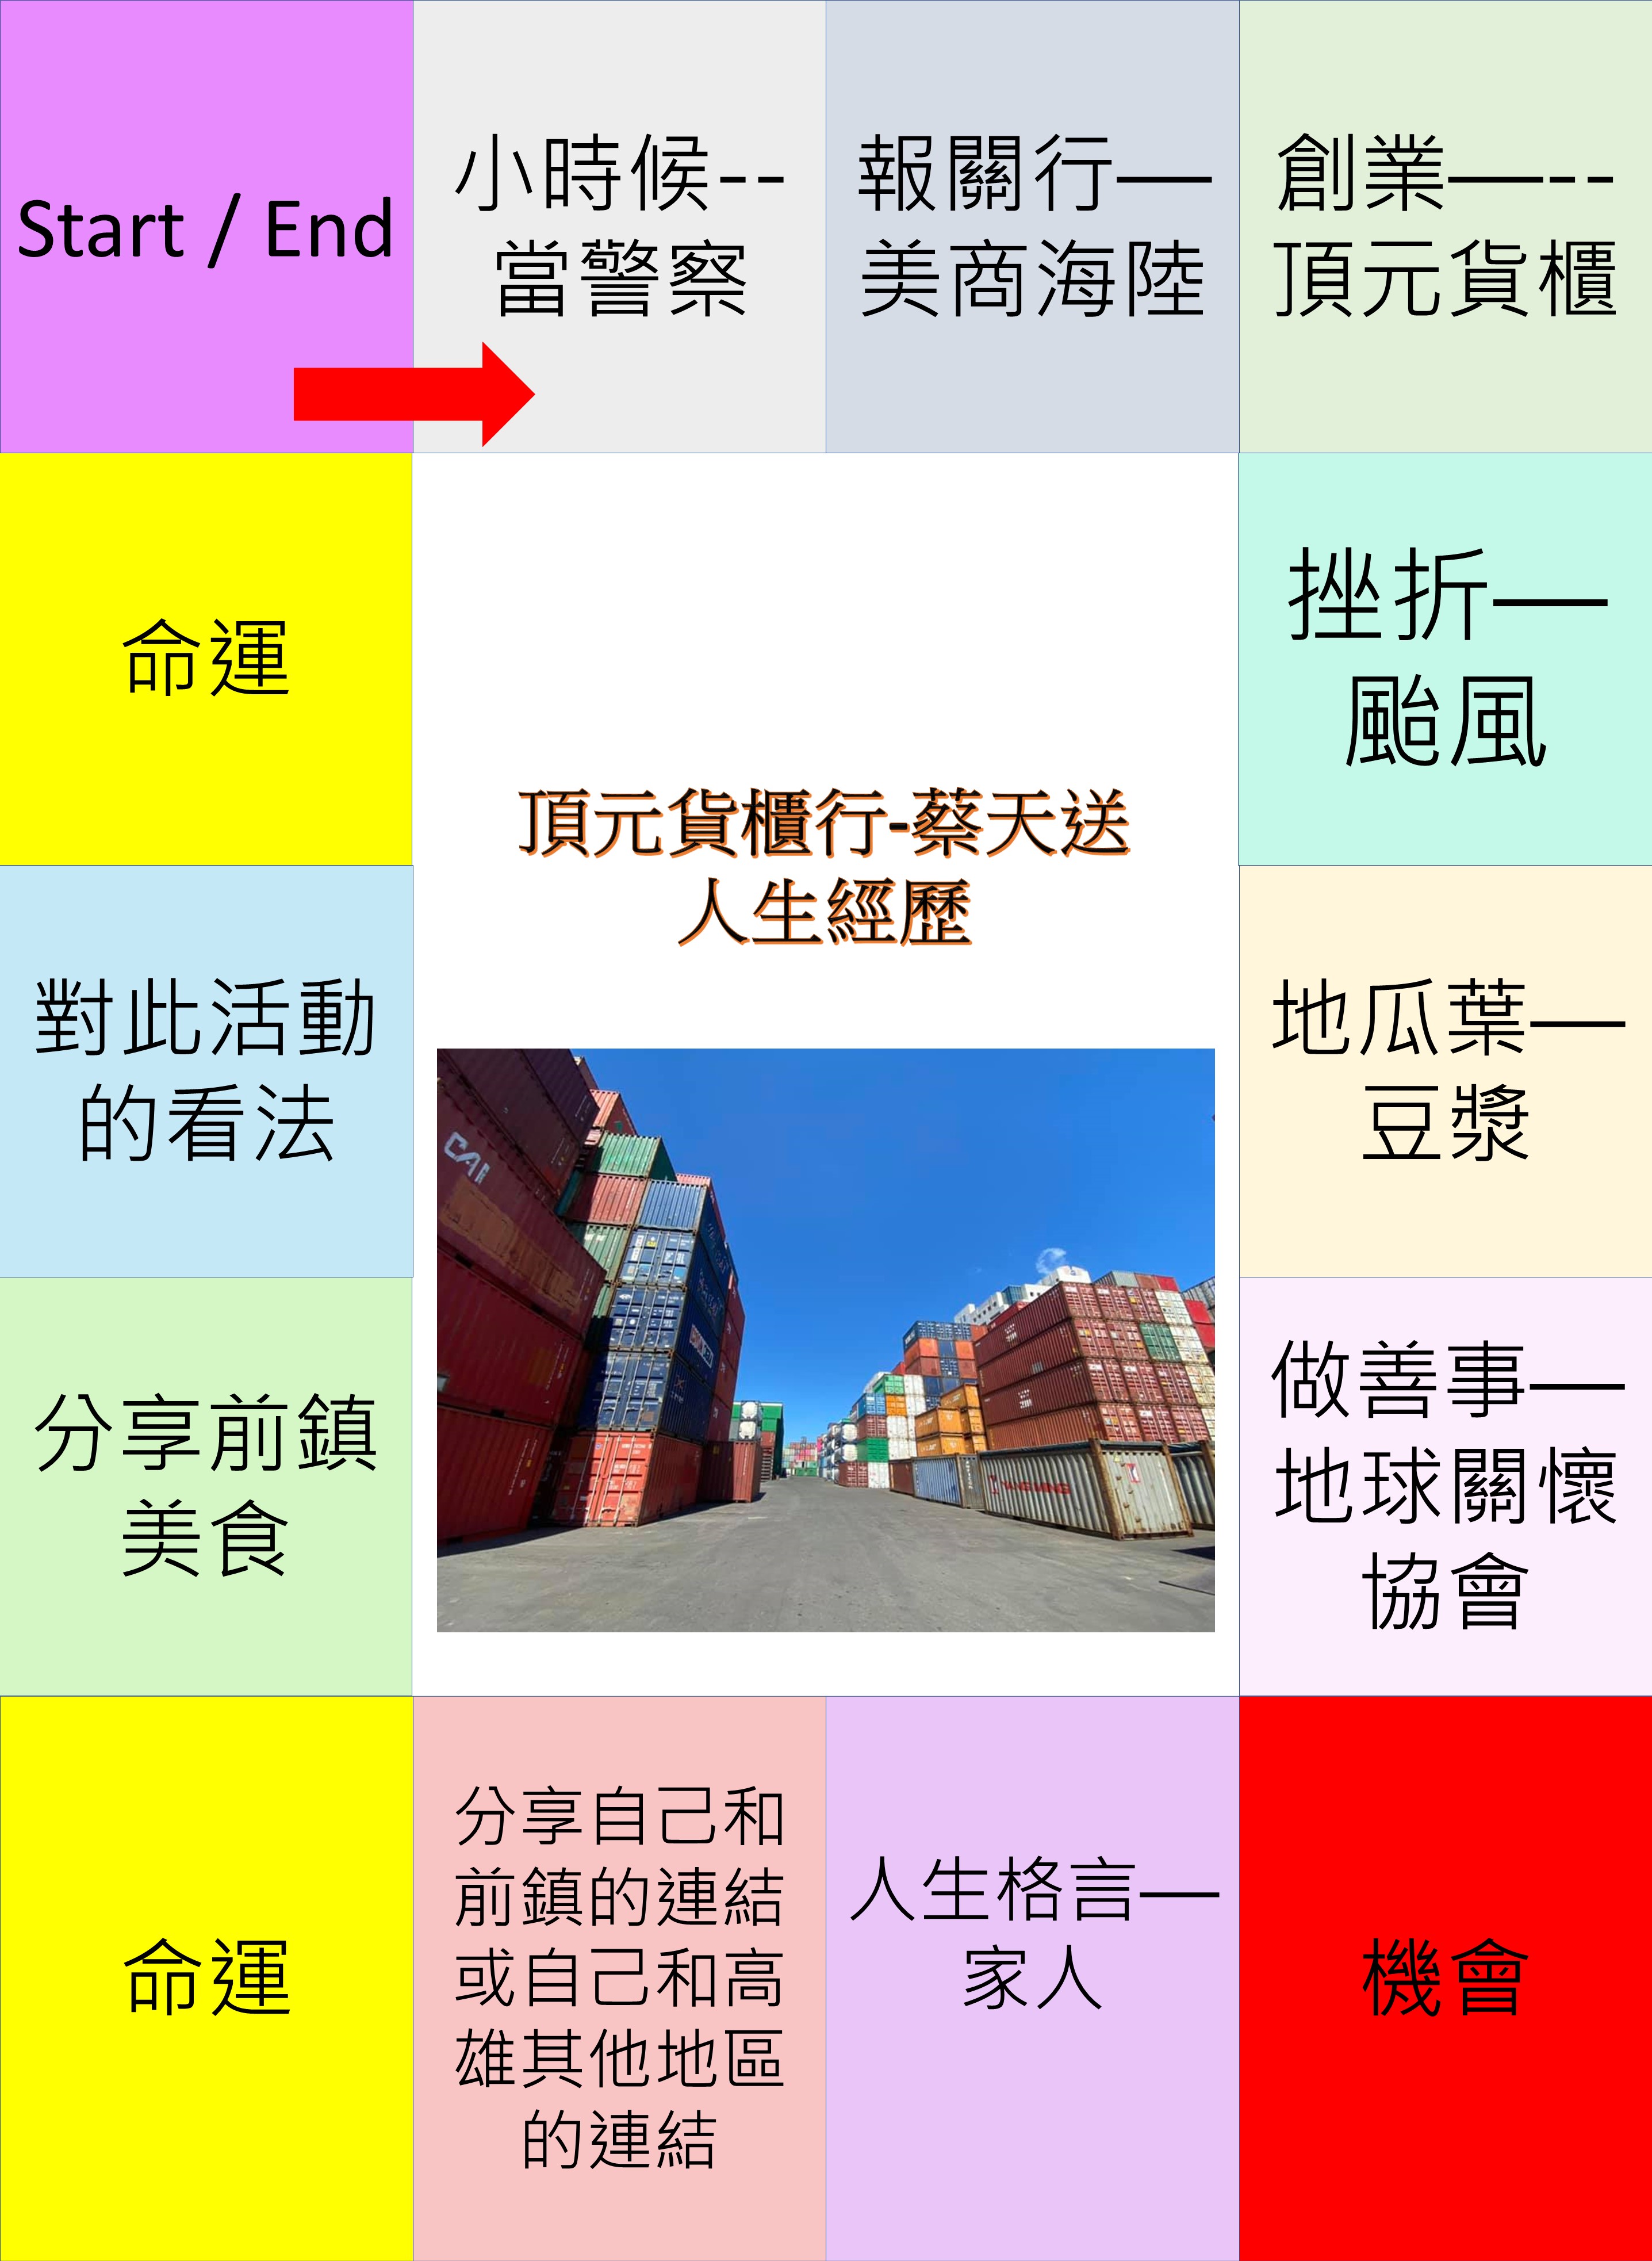 Start / End
小時候--
當警察
報關行—
美商海陸
創業—--
頂元貨櫃
命運
挫折—
颱風
頂元貨櫃行-蔡天送
人生經歷
對此活動
的看法
地瓜葉—
豆漿
CAI
分享前鎮
美食
做善事—
地球關懷
協會
命運
分享自己和
前鎮的連結
或自己和高
雄其他地區
的連結
人生格言—
家人
機會